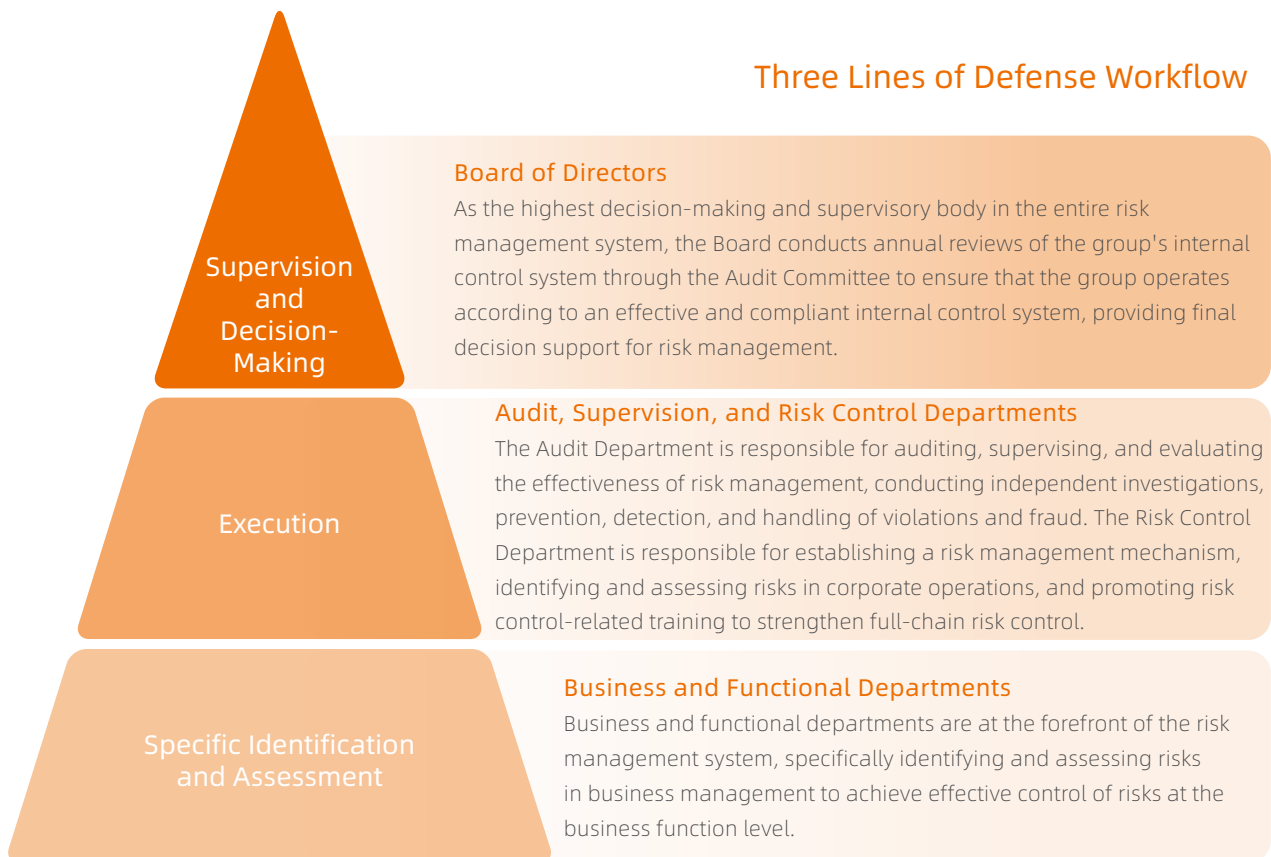 Three Lines of Defense Workflow
Supervision
and
Decision-
Making
Board of Directors
As the highest decision-making and supervisory body in the entire risk
management system, the Board conducts annual reviews of the group's internal
control system through the Audit Committee to ensure that the group operates
according to an effective and compliant internal control system, providing final
decision support for risk management.
Execution
Audit, Supervision, and Risk Control Departments
The Audit Department is responsible for auditing, supervising, and evaluating
the effectiveness of risk management, conducting independent investigations,
prevention, detection, and handling of violations and fraud. The Risk Control
Department is responsible for establishing a risk management mechanism,
identifying and assessing risks in corporate operations, and promoting risk
control-related training to strengthen full-chain risk control.
Specific Identification
and Assessment
Business and Functional Departments
Business and functional departments are at the forefront of the risk
management system, specifically identifying and assessing risks
in business management to achieve effective control of risks at the
business function level.